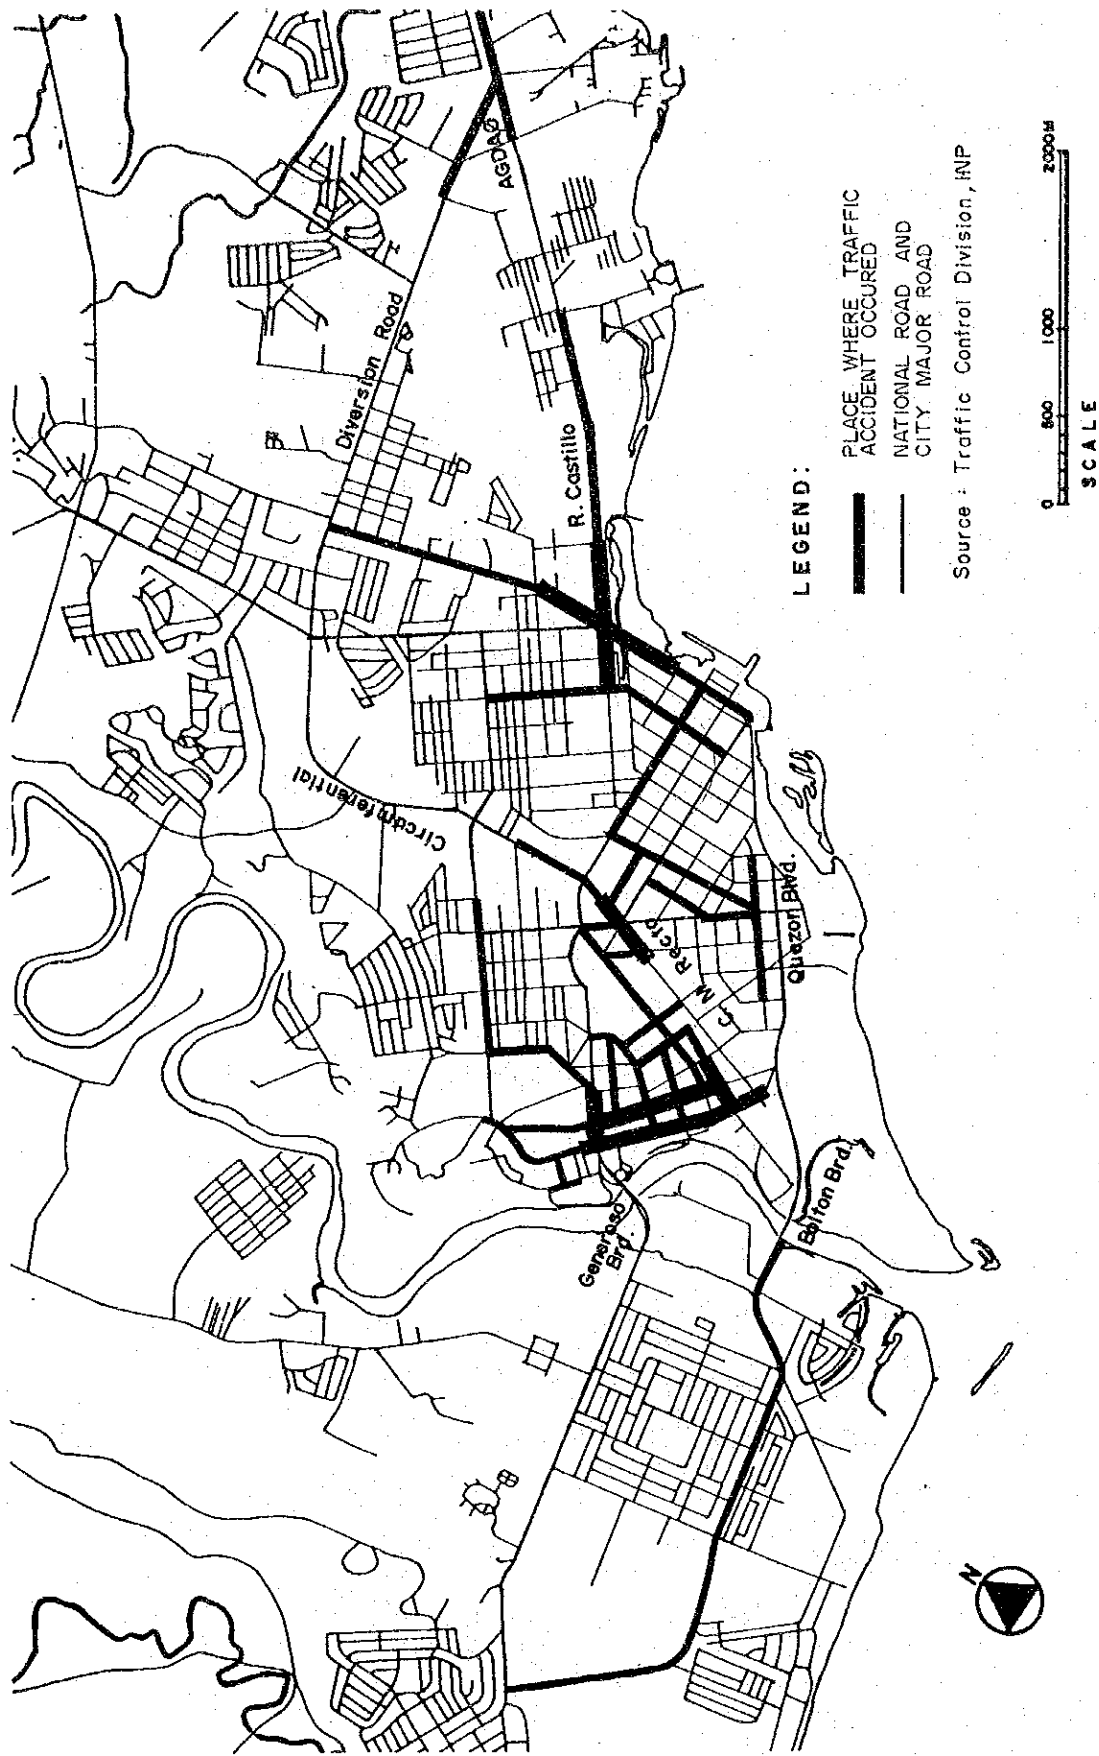 AGDAO
Diversion Road
R. Castillo
Circumferential
C. M. Recto
Quezon Blvd.
Generoso
Brd.
Bolton Brd.
LEGEND:
PLACE WHERE TRAFFIC
ACCIDENT OCCURED
NATIONAL ROAD AND
CITY MAJOR ROAD
Source : Traffic Control Division, INP
0 500 1000 2000M
SCALE
N